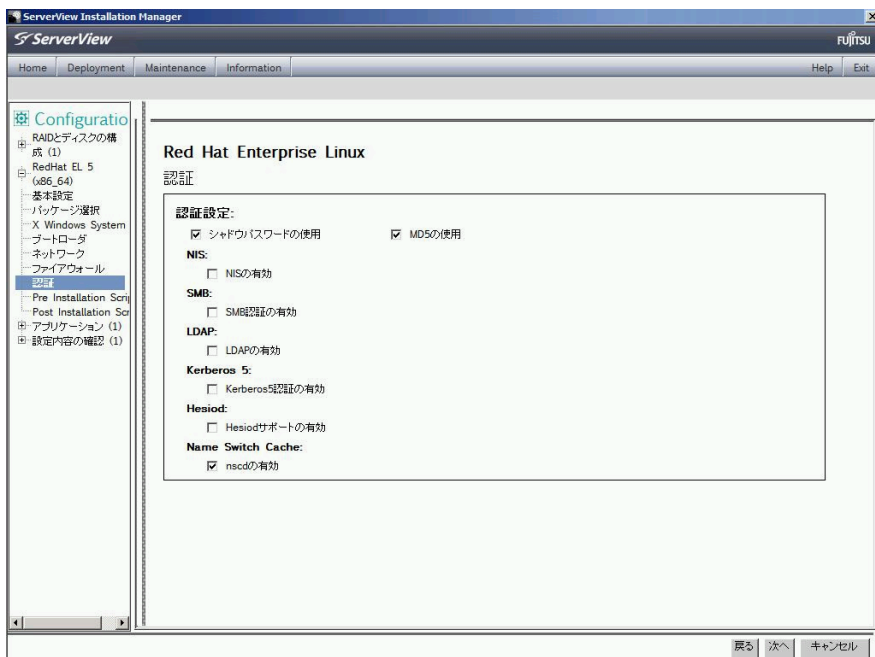 ServerView Installation Manager
ServerView
FUJITSU
Home Deployment Maintenance Information Help Exit
Configuratio
RAIDとディスクの構
成 (1)
RedHat EL 5
(x86_64)
基本設定
パッケージ選択
X Windows System
ブートローダ
ネットワーク
ファイアウォール
認証
Pre Installation Scrip
Post Installation Scr
アプリケーション (1)
設定内容の確認 (1)
Red Hat Enterprise Linux
認証
認証設定:
シャドウパスワードの使用 MD5の使用
NIS:
NISの有効
SMB:
SMB認証の有効
LDAP:
LDAPの有効
Kerberos 5:
Kerberos5認証の有効
Hesiod:
Hesiodサポートの有効
Name Switch Cache:
nscdの有効
戻る 次へ キャンセル